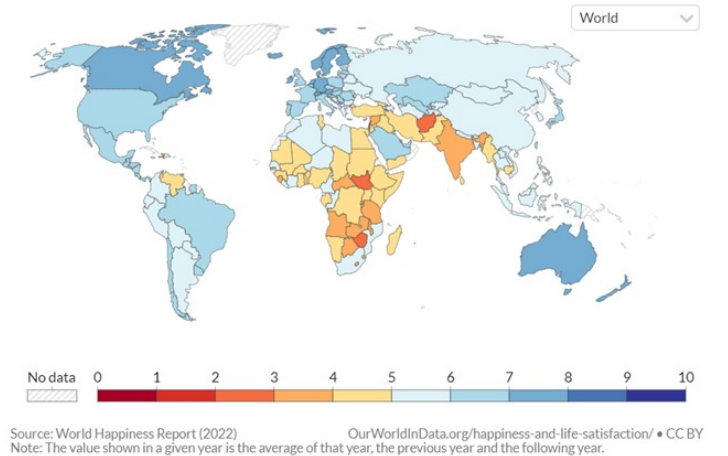 World
No data 0 1 2 3 4 5 6 7 8 9 10
Source: World Happiness Report (2022) OurWorldInData.org/happiness-and-life-satisfaction/ • CC BY
Note: The value shown in a given year is the average of that year, the previous year and the following year.